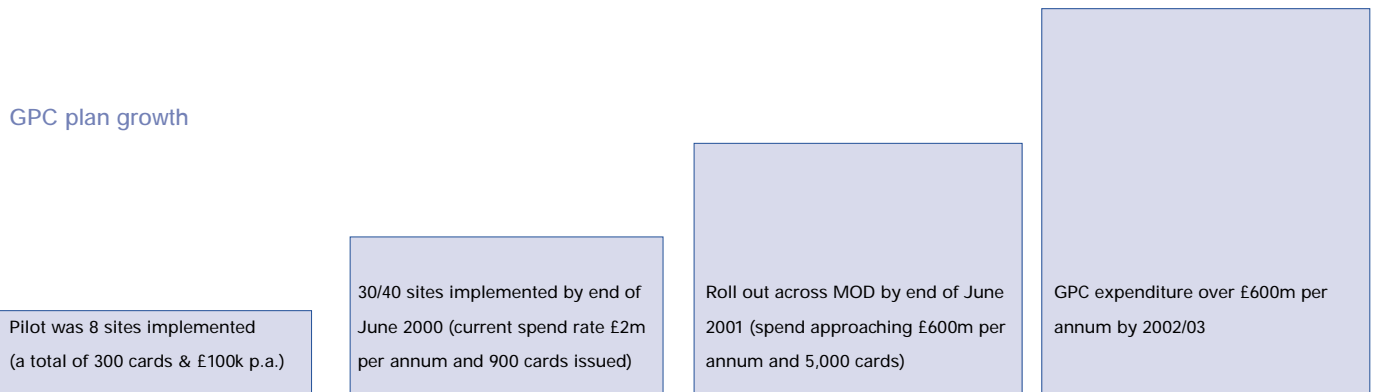 GPC plan growth
Pilot was 8 sites implemented
(a total of 300 cards & £100k p.a.)
30/40 sites implemented by end of
June 2000 (current spend rate £2m
per annum and 900 cards issued)
Roll out across MOD by end of June
2001 (spend approaching £600m per
annum and 5,000 cards)
GPC expenditure over £600m per
annum by 2002/03